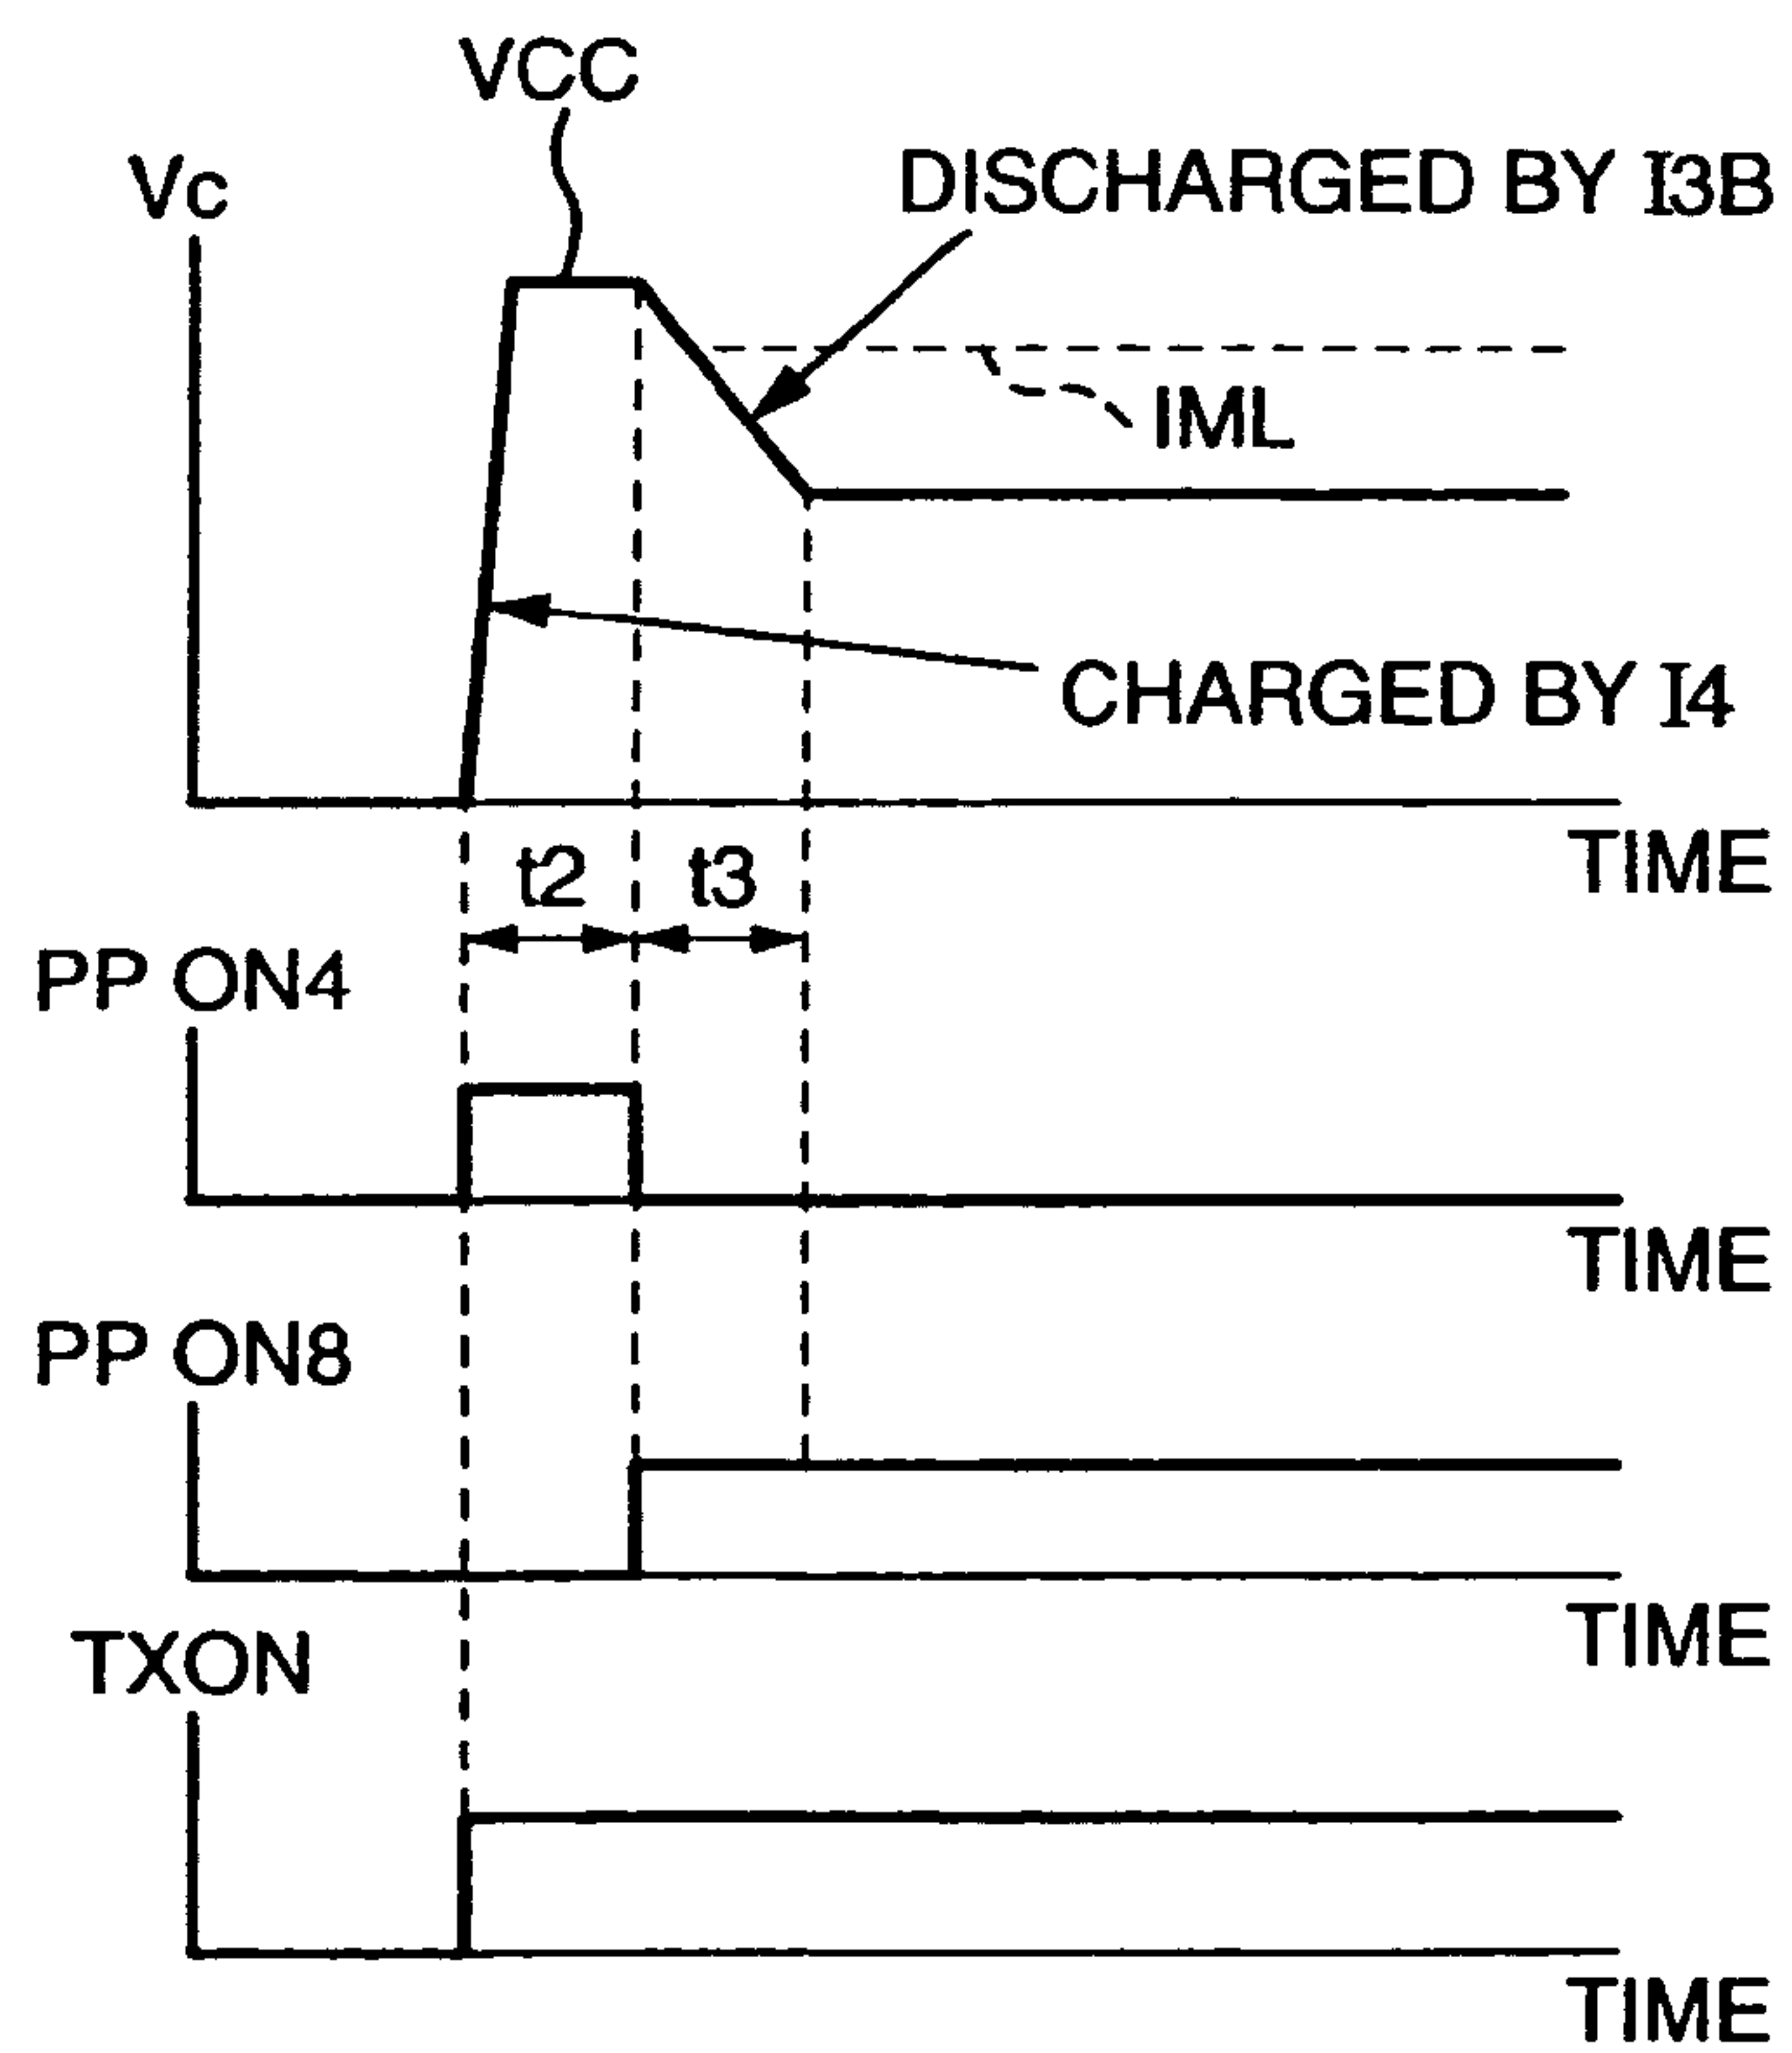 VCC
Vc
DISCHARGED BY I3B
IML
CHARGED BY I4
TIME
t2
t3
PP ON4
TIME
PP ON8
TIME
TXON
TIME